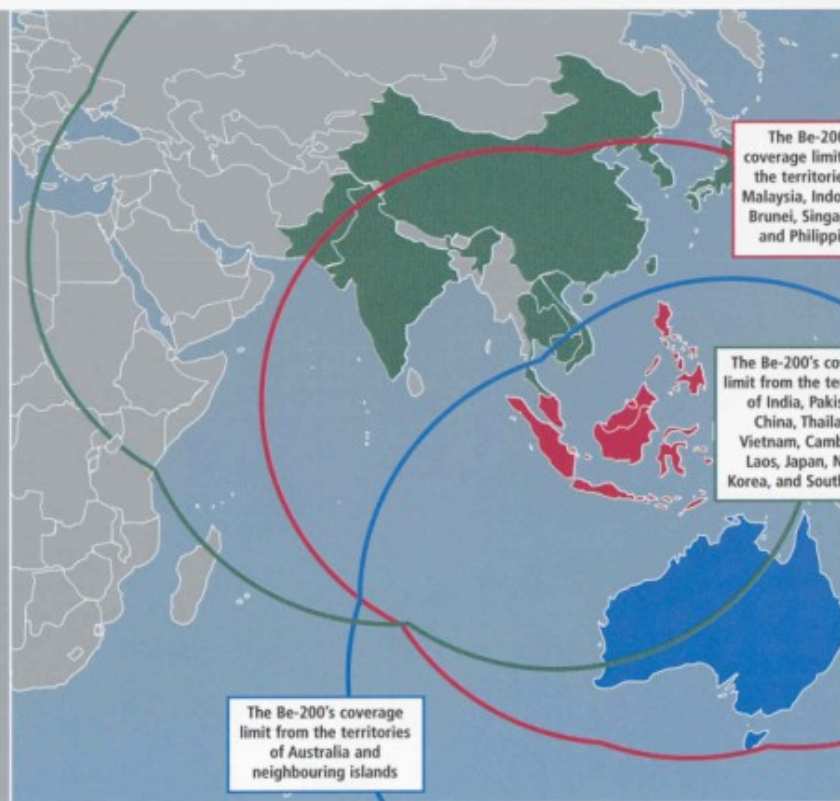 The Be-200
coverage limit
the territorie
Malaysia, Indo
Brunei, Singa
and Philippi
The Be-200's cov
limit from the ter
of India, Pakis
China, Thaila
Vietnam, Camb
Laos, Japan, N
Korea, and South
The Be-200's coverage
limit from the territories
of Australia and
neighbouring islands